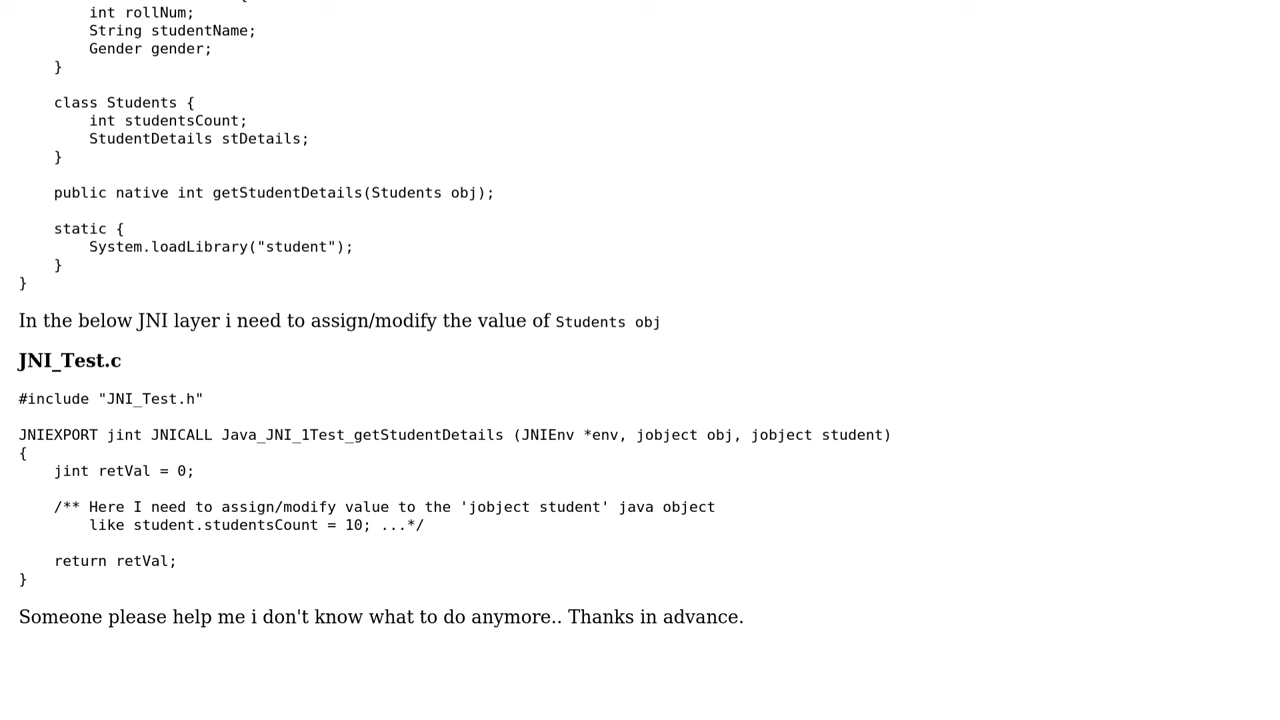 int rollNum;
String studentName;
Gender gender;
}
class Students {
int studentsCount;
StudentDetails stDetails;
}
public native int getStudentDetails(Students obj);
static {
System.loadLibrary("student");
}
}
In the below JNI layer i need to assign/modify the value of Students obj
JNI_Test.c
#include "JNI_Test.h"
JNIEXPORT jint JNICALL Java_JNI_1Test_getStudentDetails (JNIEnv *env, jobject obj, jobject student)
{
jint retVal = 0;
/** Here I need to assign/modify value to the 'jobject student' java object
like student.studentsCount = 10; ...*/
return retVal;
}
Someone please help me i don't know what to do anymore.. Thanks in advance.